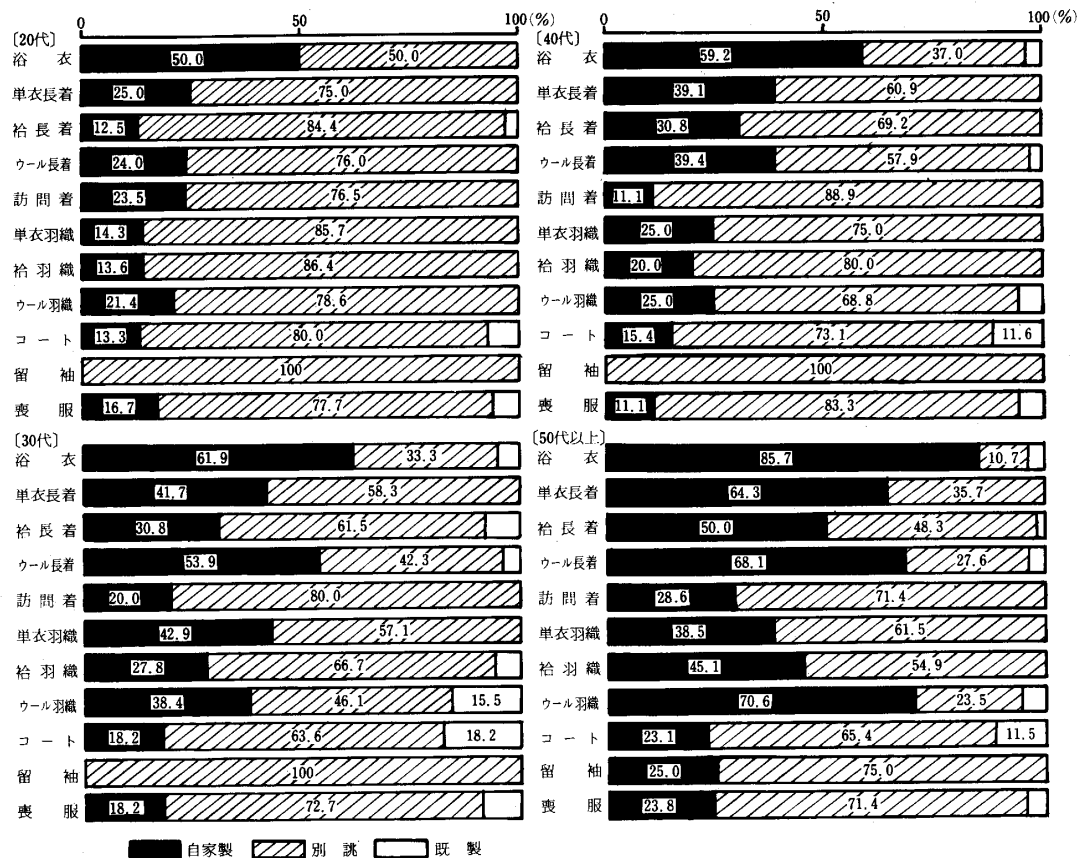 0 50 100(%)
〔20代〕
浴衣 50.0 50.0
単衣長着 25.0 75.0
袷長着 12.5 84.4
ウール長着 24.0 76.0
訪問着 23.5 76.5
単衣羽織 14.3 85.7
袷羽織 13.6 86.4
ウール羽織 21.4 78.6
コート 13.3 80.0
留袖 100
喪服 16.7 77.7
〔30代〕
浴衣 61.9 33.3
単衣長着 41.7 58.3
袷長着 30.8 61.5
ウール長着 53.9 42.3
訪問着 20.0 80.0
単衣羽織 42.9 57.1
袷羽織 27.8 66.7
ウール羽織 38.4 46.1 15.5
コート 18.2 63.6 18.2
留袖 100
喪服 18.2 72.7
0 50 100(%)
〔40代〕
浴衣 59.2 37.0
単衣長着 39.1 60.9
袷長着 30.8 69.2
ウール長着 39.4 57.9
訪問着 11.1 88.9
単衣羽織 25.0 75.0
袷羽織 20.0 80.0
ウール羽織 25.0 68.8
コート 15.4 73.1 11.6
留袖 100
喪服 11.1 83.3
〔50代以上〕
浴衣 85.7 10.7
単衣長着 64.3 35.7
袷長着 50.0 48.3
ウール長着 68.1 27.6
訪問着 28.6 71.4
単衣羽織 38.5 61.5
袷羽織 45.1 54.9
ウール羽織 70.6 23.5
コート 23.1 65.4 11.5
留袖 25.0 75.0
喪服 23.8 71.4
自家製 別誂 既製